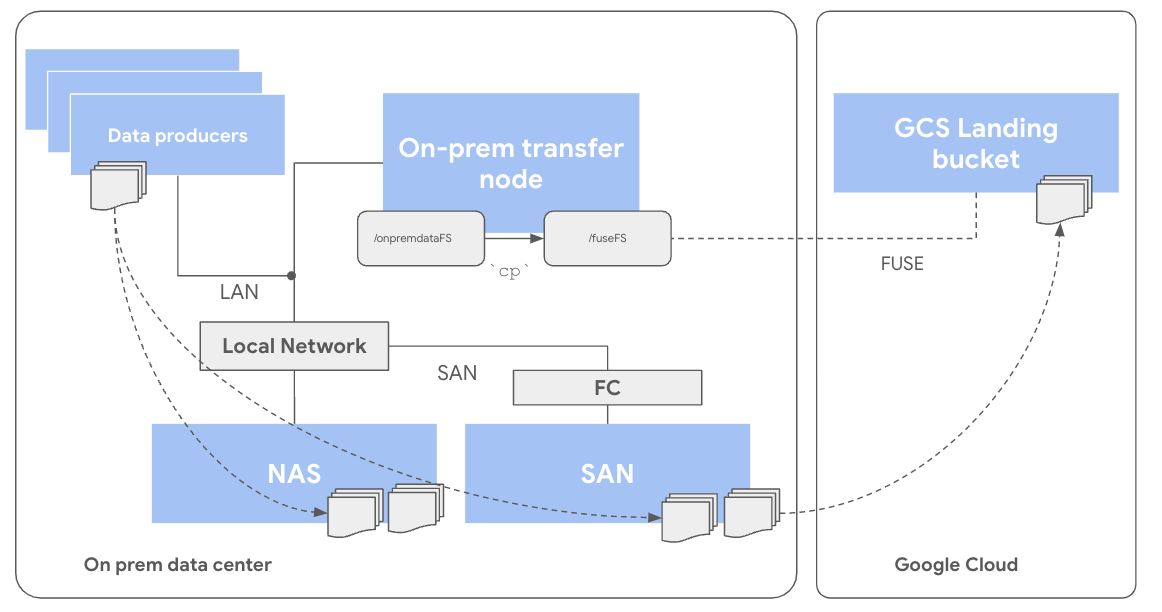 Data producers
On-prem transfer
node
GCS Landing
bucket
/onpremdataFS
/fuseFS
`cp`
FUSE
LAN
Local Network
SAN
FC
NAS
SAN
On prem data center
Google Cloud